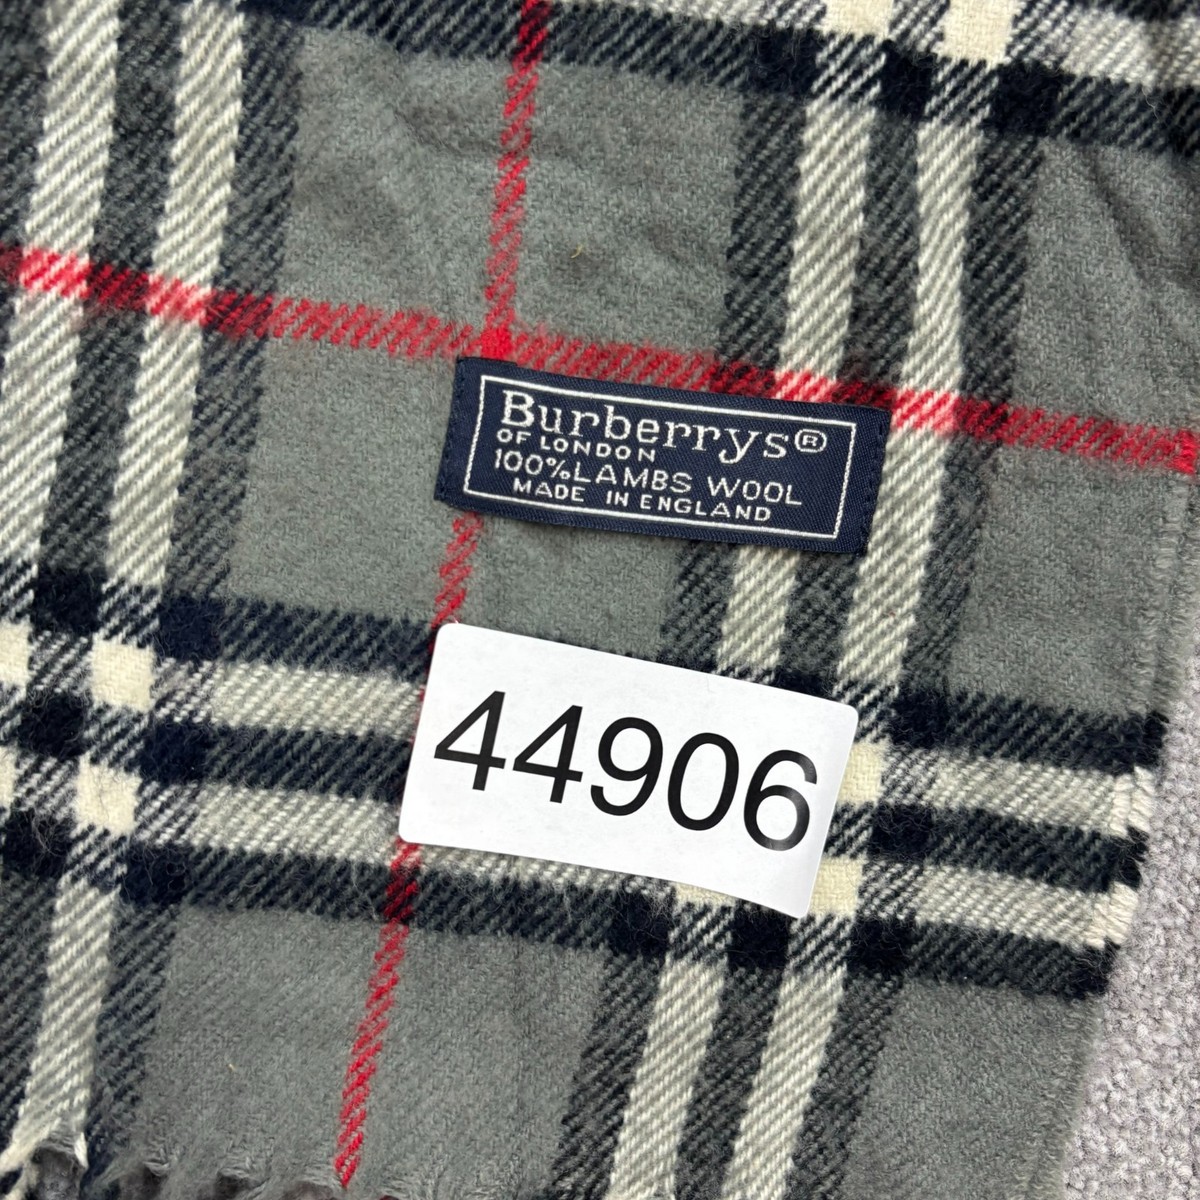 Burberrys®
OF LONDON
100%LAMBS WOOL
MADE IN ENGLAND
44906